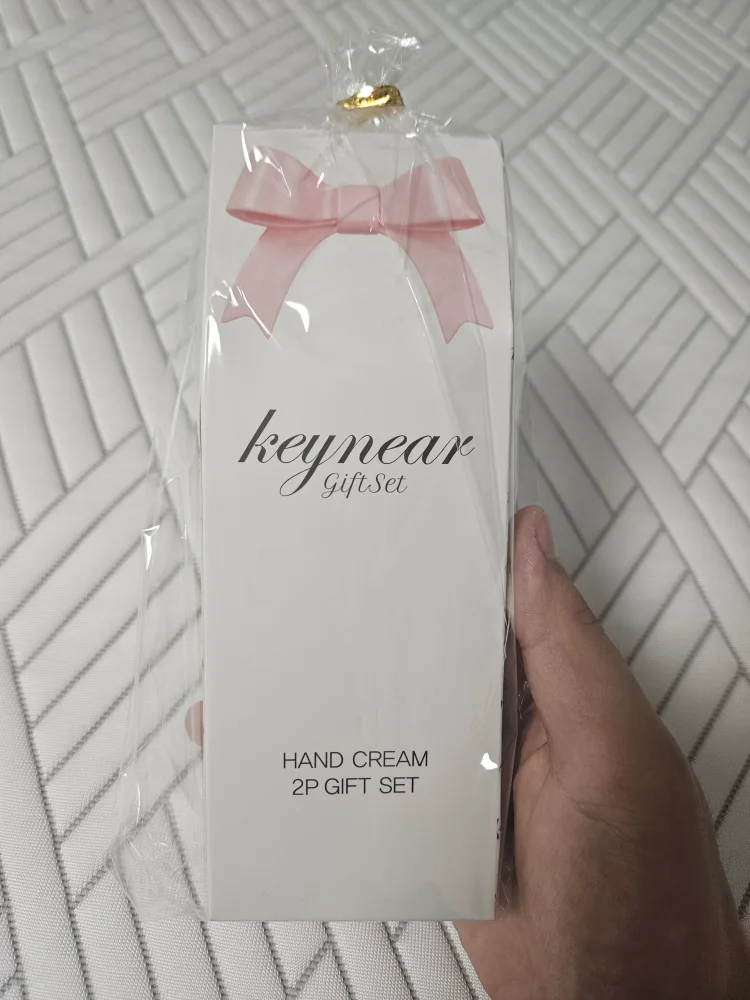 keynear
GiftSet
HAND CREAM
2P GIFT SET